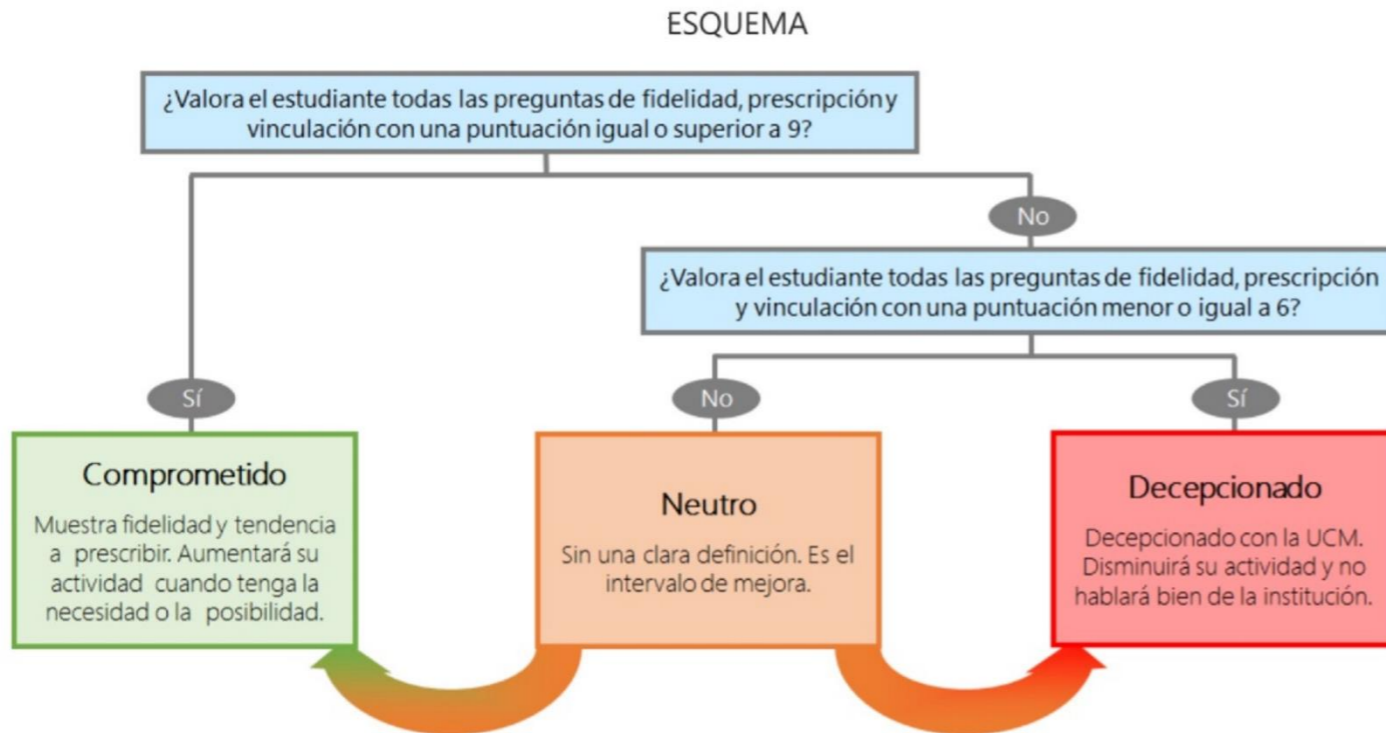 ESQUEMA
¿Valora el estudiante todas las preguntas de fidelidad, prescripción y
vinculación con una puntuación igual o superior a 9?
No
¿Valora el estudiante todas las preguntas de fidelidad, prescripción
y vinculación con una puntuación menor o igual a 6?
Sí
No
Sí
Comprometido
Muestra fidelidad y tendencia
a prescribir. Aumentará su
actividad cuando tenga la
necesidad o la posibilidad.
Neutro
Sin una clara definición. Es el
intervalo de mejora.
Decepcionado
Decepcionado con la UCM.
Disminuirá su actividad y no
hablará bien de la institución.